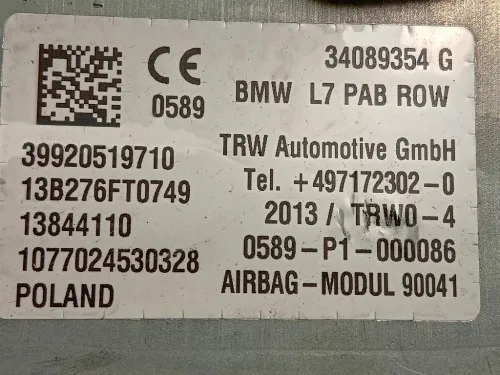 CE 0589
34089354 G
BMW L7 PAB ROW
39920519710
13B276FT0749
13844110
1077024530328
POLAND
TRW Automotive GmbH
Tel. +497172302-0
2013 / TRW0-4
0589-P1-000086
AIRBAG-MODUL 90041